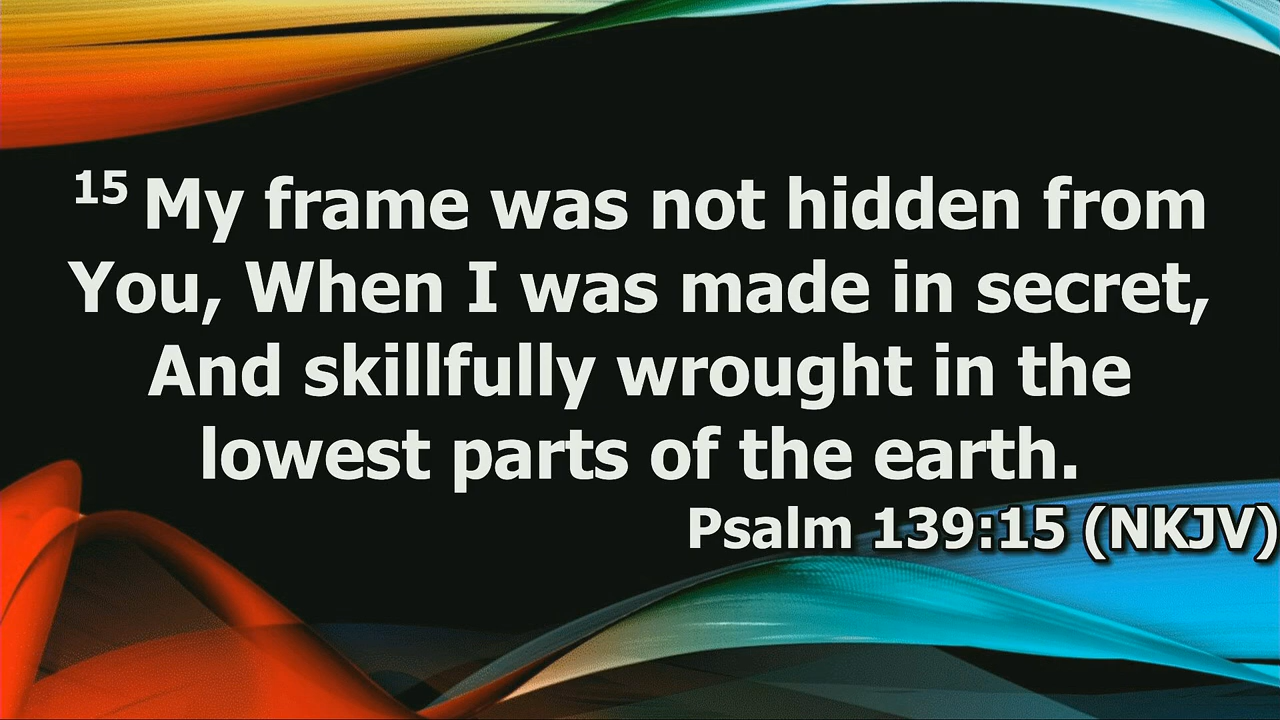 15 My frame was not hidden from
You, When I was made in secret,
And skillfully wrought in the
lowest parts of the earth.
Psalm 139:15 (NKJV)